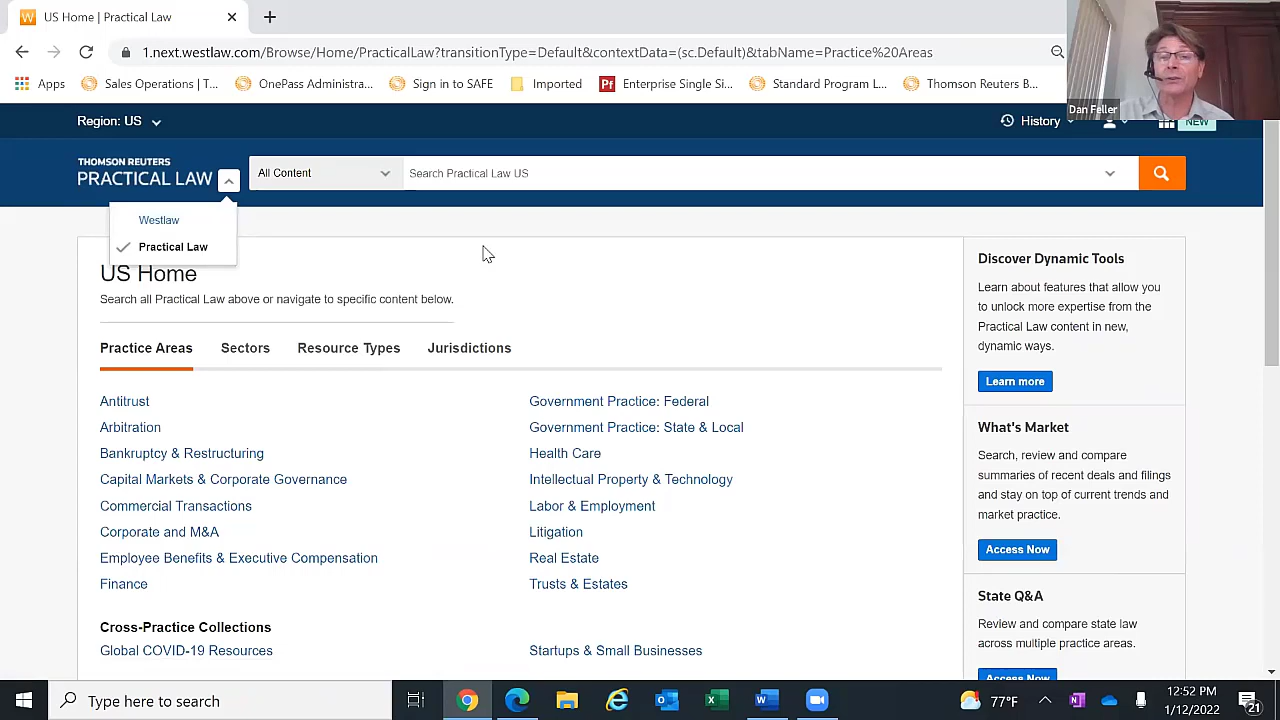 US Home | Practical Law
1.next.westlaw.com/Browse/Home/PracticalLaw?transitionType=Default&contextData=(sc.Default)&tabName=Practice%20Areas
Apps
Sales Operations | T...
OnePass Administra...
Sign in to
Imported
Enterprise Single Si...
Standard Program L...
Thomson Reuters B...
Dan Feller
Region: US
History
NEW
THOMSON REUTERS
PRACTICAL LAW
All Content
Search Practical Law US
Westlaw
Practical Law
US Home
Search all Practical Law above or navigate to specific content below.
Practice Areas
Sectors
Resource Types
Jurisdictions
Antitrust
Arbitration
Bankruptcy & Restructuring
Capital Markets & Corporate Governance
Commercial Transactions
Corporate and M&A
Employee Benefits & Executive Compensation
Finance
Government Practice: Federal
Government Practice: State & Local
Health Care
Intellectual Property & Technology
Labor & Employment
Litigation
Real Estate
Trusts & Estates
Cross-Practice Collections
Global COVID-19 Resources
Startups & Small Businesses
Discover Dynamic Tools
Learn about features that allow you
to unlock more expertise from the
Practical Law content in new,
dynamic ways.
Learn more
What's Market
Search, review and compare
summaries of recent deals and filings
and stay on top of current trends and
market practice.
Access Now
State Q&A
Review and compare state law
across multiple practice areas.
Access Now
Type here to search
77°F
12:52 PM
1/12/2022
21